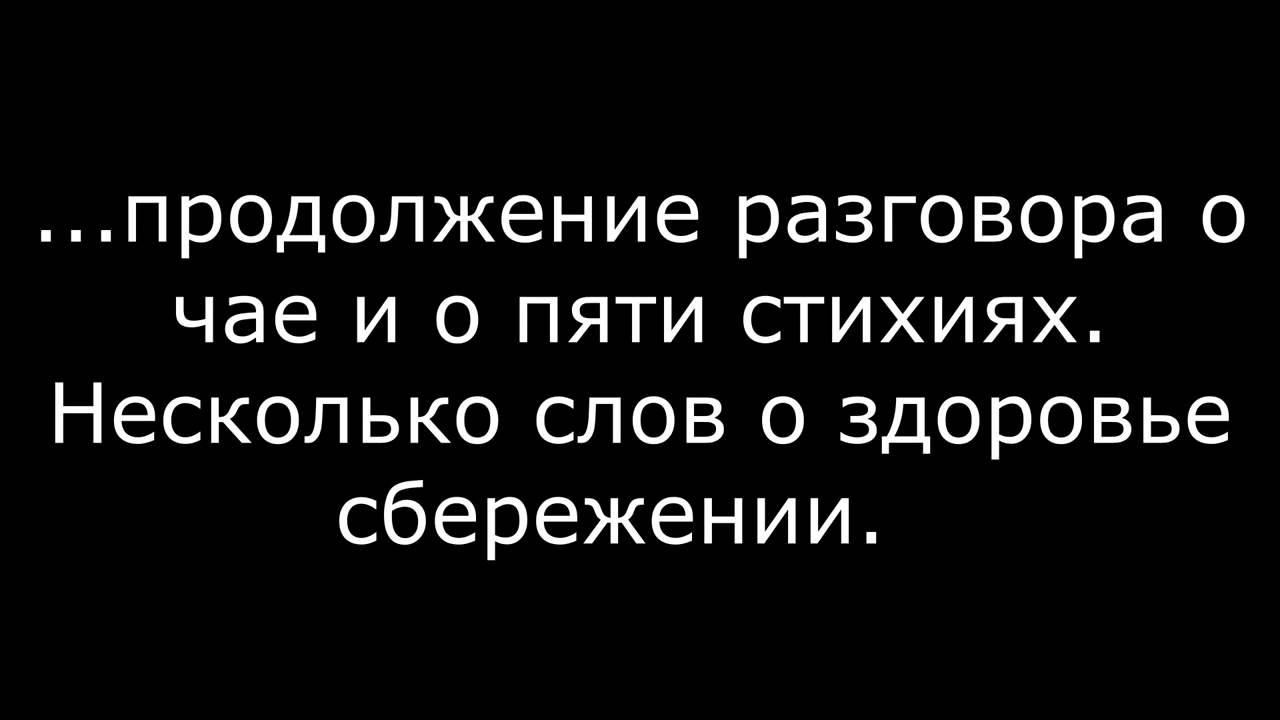 ...продолжение разговора о
чае и о пяти стихиях.
Несколько слов о здоровье
сбережении.